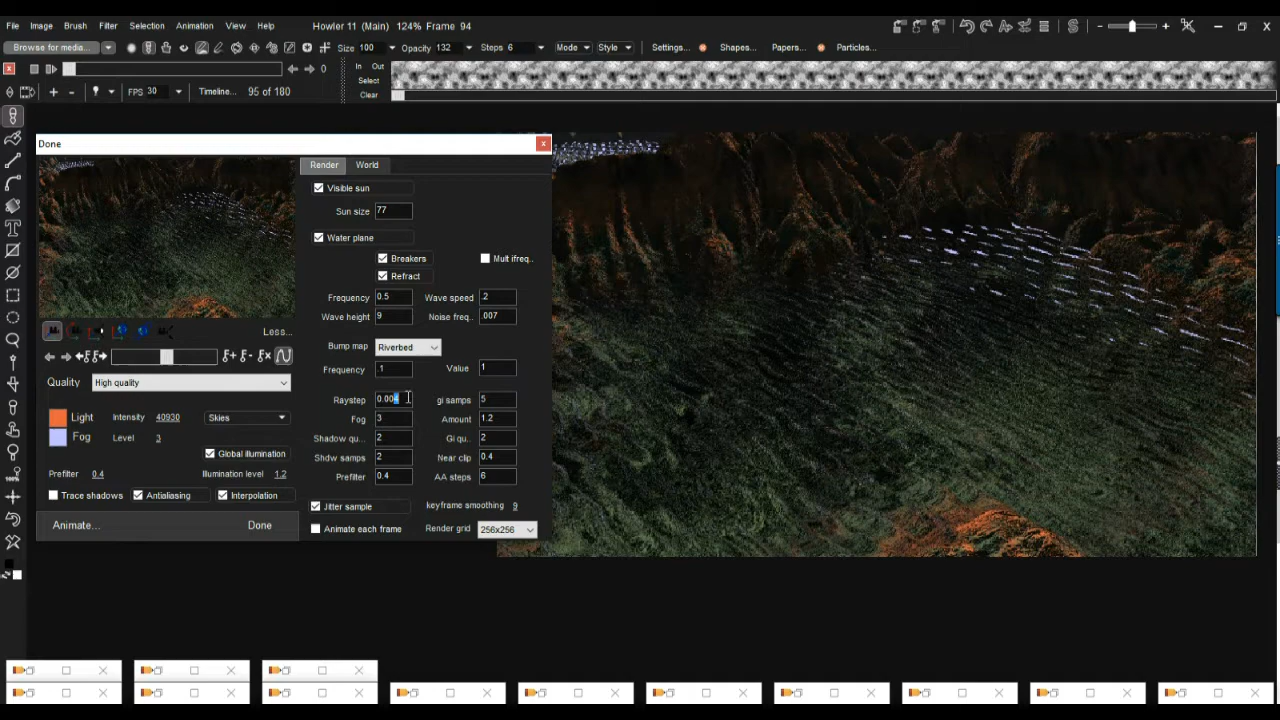 File Image Brush Filter Selection Animation View Help Howler 11 (Main) 124% Frame 94
Browse for media... Size 100 Opacity 132 Steps 6 Mode Style Settings... Shapes... Papers... Particles...
0 In Out
Select
FPS 30 Timeline... 95 of 180 Clear
Done
Render World
Visible sun
Sun size 77
Water plane
Breakers Mult ifreq..
Refract
Frequency 0.5 Wave speed .2
Wave height 9 Noise freq.. .007
Less...
Bump map Riverbed
Frequency .1 Value 1
Quality High quality
Raystep 0.004 gi samps 5
Light Intensity 40930 Skies
Fog 3 Amount 1.2
Fog Level 3
Shadow qu... 2 Gi qu.. 2
Global illumination
Shdw samps 2 Near clip 0.4
Prefilter 0.4 Illumination level 1.2
Prefilter 0.4 AA steps 6
Trace shadows Antialiasing Interpolation
Jitter sample keyframe smoothing 9
Animate... Done
Animate each frame Render grid 256x256